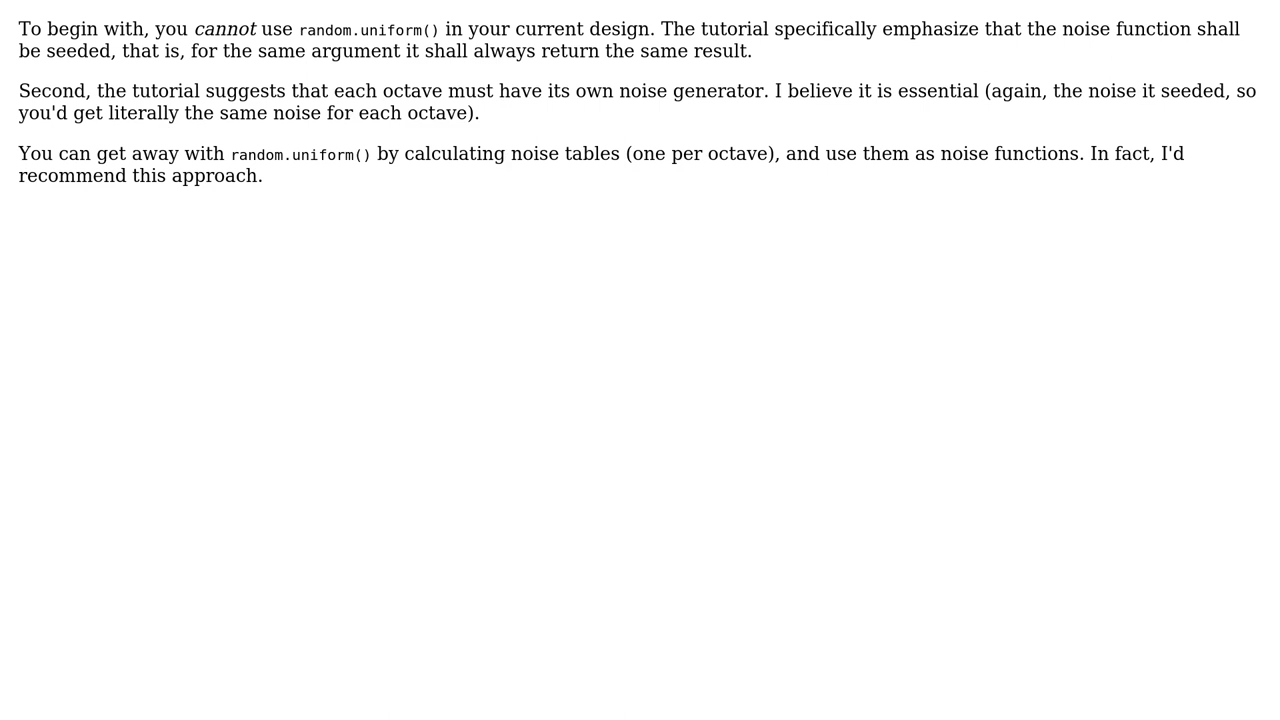 To begin with, you cannot use random.uniform() in your current design. The tutorial specifically emphasize that the noise function shall
be seeded, that is, for the same argument it shall always return the same result.
Second, the tutorial suggests that each octave must have its own noise generator. I believe it is essential (again, the noise it seeded, so
you'd get literally the same noise for each octave).
You can get away with random.uniform() by calculating noise tables (one per octave), and use them as noise functions. In fact, I'd
recommend this approach.